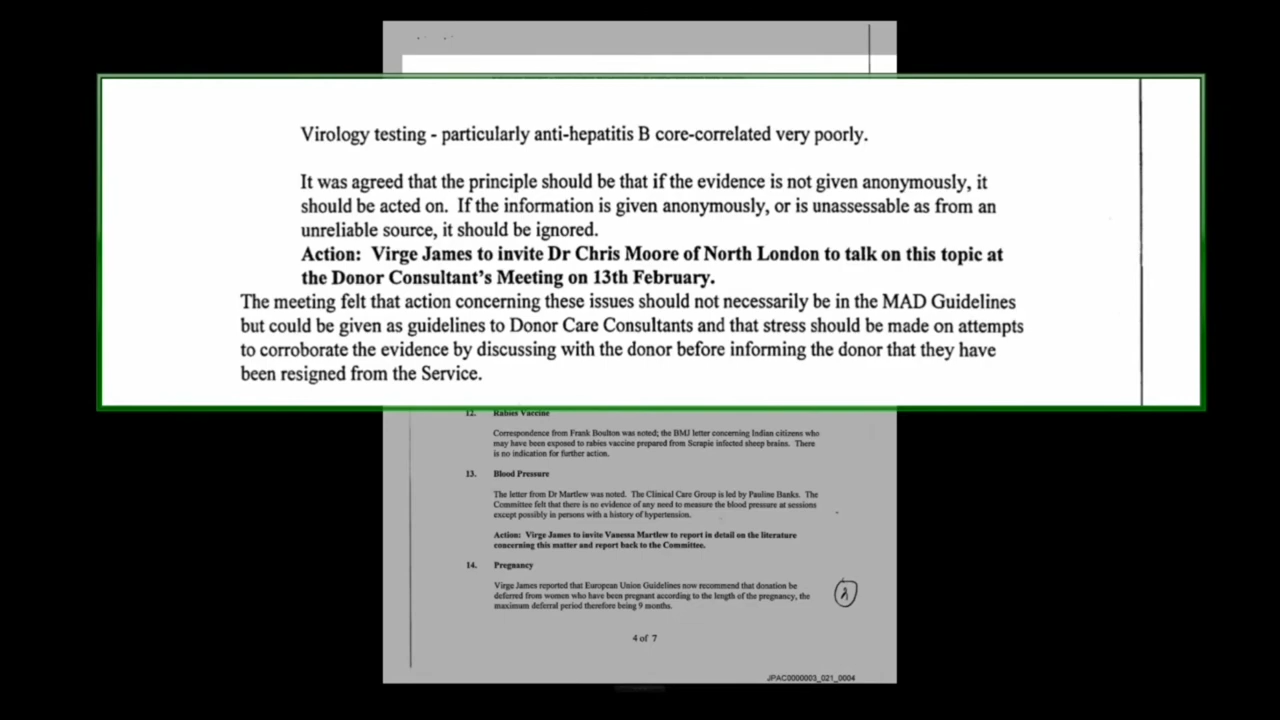 Virology testing - particularly anti-hepatitis B core-correlated very poorly.
It was agreed that the principle should be that if the evidence is not given anonymously, it
should be acted on. If the information is given anonymously, or is unassessable as from an
unreliable source, it should be ignored.
Action: Virge James to invite Dr Chris Moore of North London to talk on this topic at
the Donor Consultant's Meeting on 13th February.
The meeting felt that action concerning these issues should not necessarily be in the MAD Guidelines
but could be given as guidelines to Donor Care Consultants and that stress should be made on attempts
to corroborate the evidence by discussing with the donor before informing the donor that they have
been resigned from the Service.
12. Rabies Vaccine
Correspondence from Frank Boulton was noted; the BMJ letter concerning Indian citizens who
may have been exposed to rabies vaccine prepared from Scrapie infected sheep brains. There
is no indication for further action.
13. Blood Pressure
The letter from Dr Martlew was noted. The Clinical Care Group is led by Pauline Banks. The
Committee felt that there is no evidence of any need to measure the blood pressure at sessions
except possibly in persons with a history of hypertension.
Action: Virge James to invite Vanessa Martlew to report in detail on the literature
concerning this matter and report back to the Committee.
14. Pregnancy
Virge James reported that European Union Guidelines now recommend that donation be
deferred from women who have been pregnant according to the length of the pregnancy, the
maximum deferral period therefore being 9 months.
4 of 7
JPAC0000003_021_0004